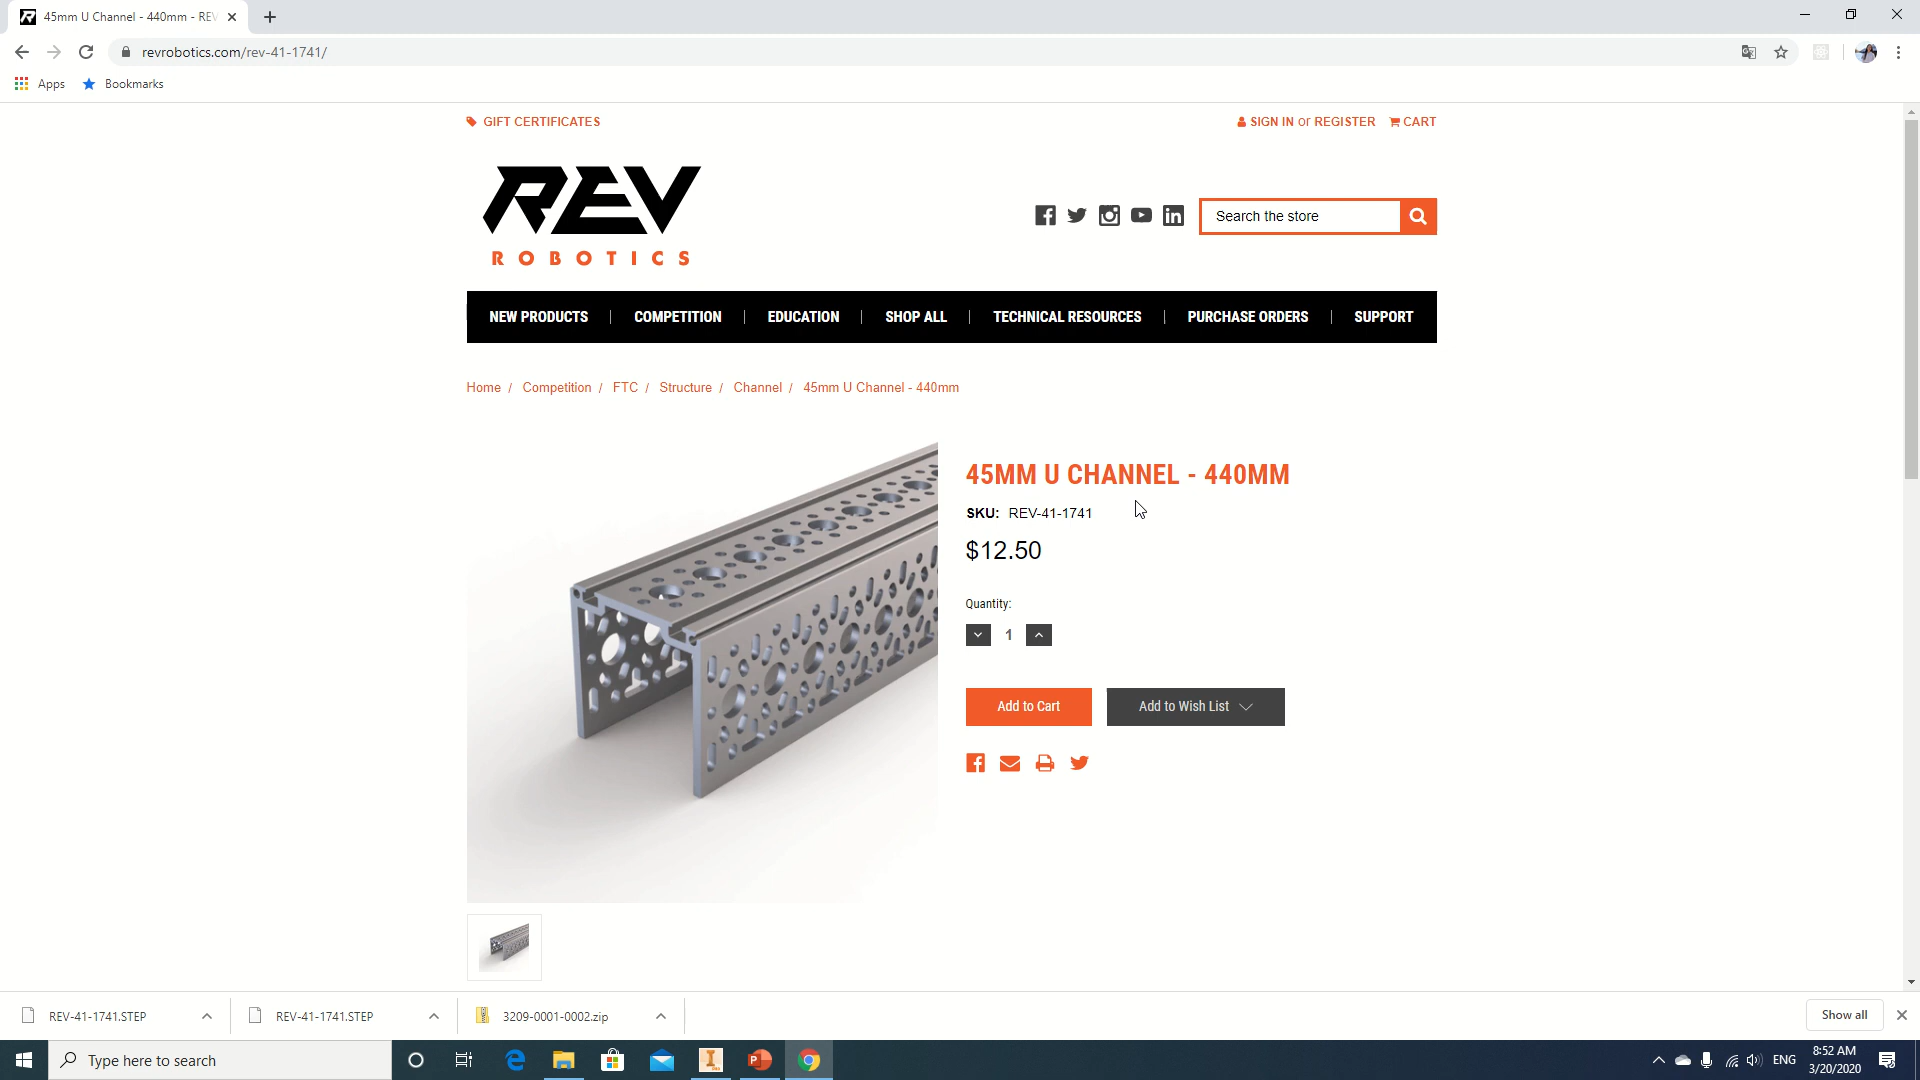 45mm U Channel - 440mm - REV
revrobotics.com/rev-41-1741/
Apps
Bookmarks
GIFT CERTIFICATES
SIGN IN or REGISTER
CART
REV
ROBOTICS
Search the store
NEW PRODUCTS
COMPETITION
EDUCATION
SHOP ALL
TECHNICAL RESOURCES
PURCHASE ORDERS
SUPPORT
Home / Competition / FTC / Structure / Channel / 45mm U Channel - 440mm
45MM U CHANNEL - 440MM
SKU: REV-41-1741
$12.50
Quantity:
1
Add to Cart
Add to Wish List
REV-41-1741.STEP
REV-41-1741.STEP
3209-0001-0002.zip
Show all
Type here to search
ENG
8:52 AM
3/20/2020